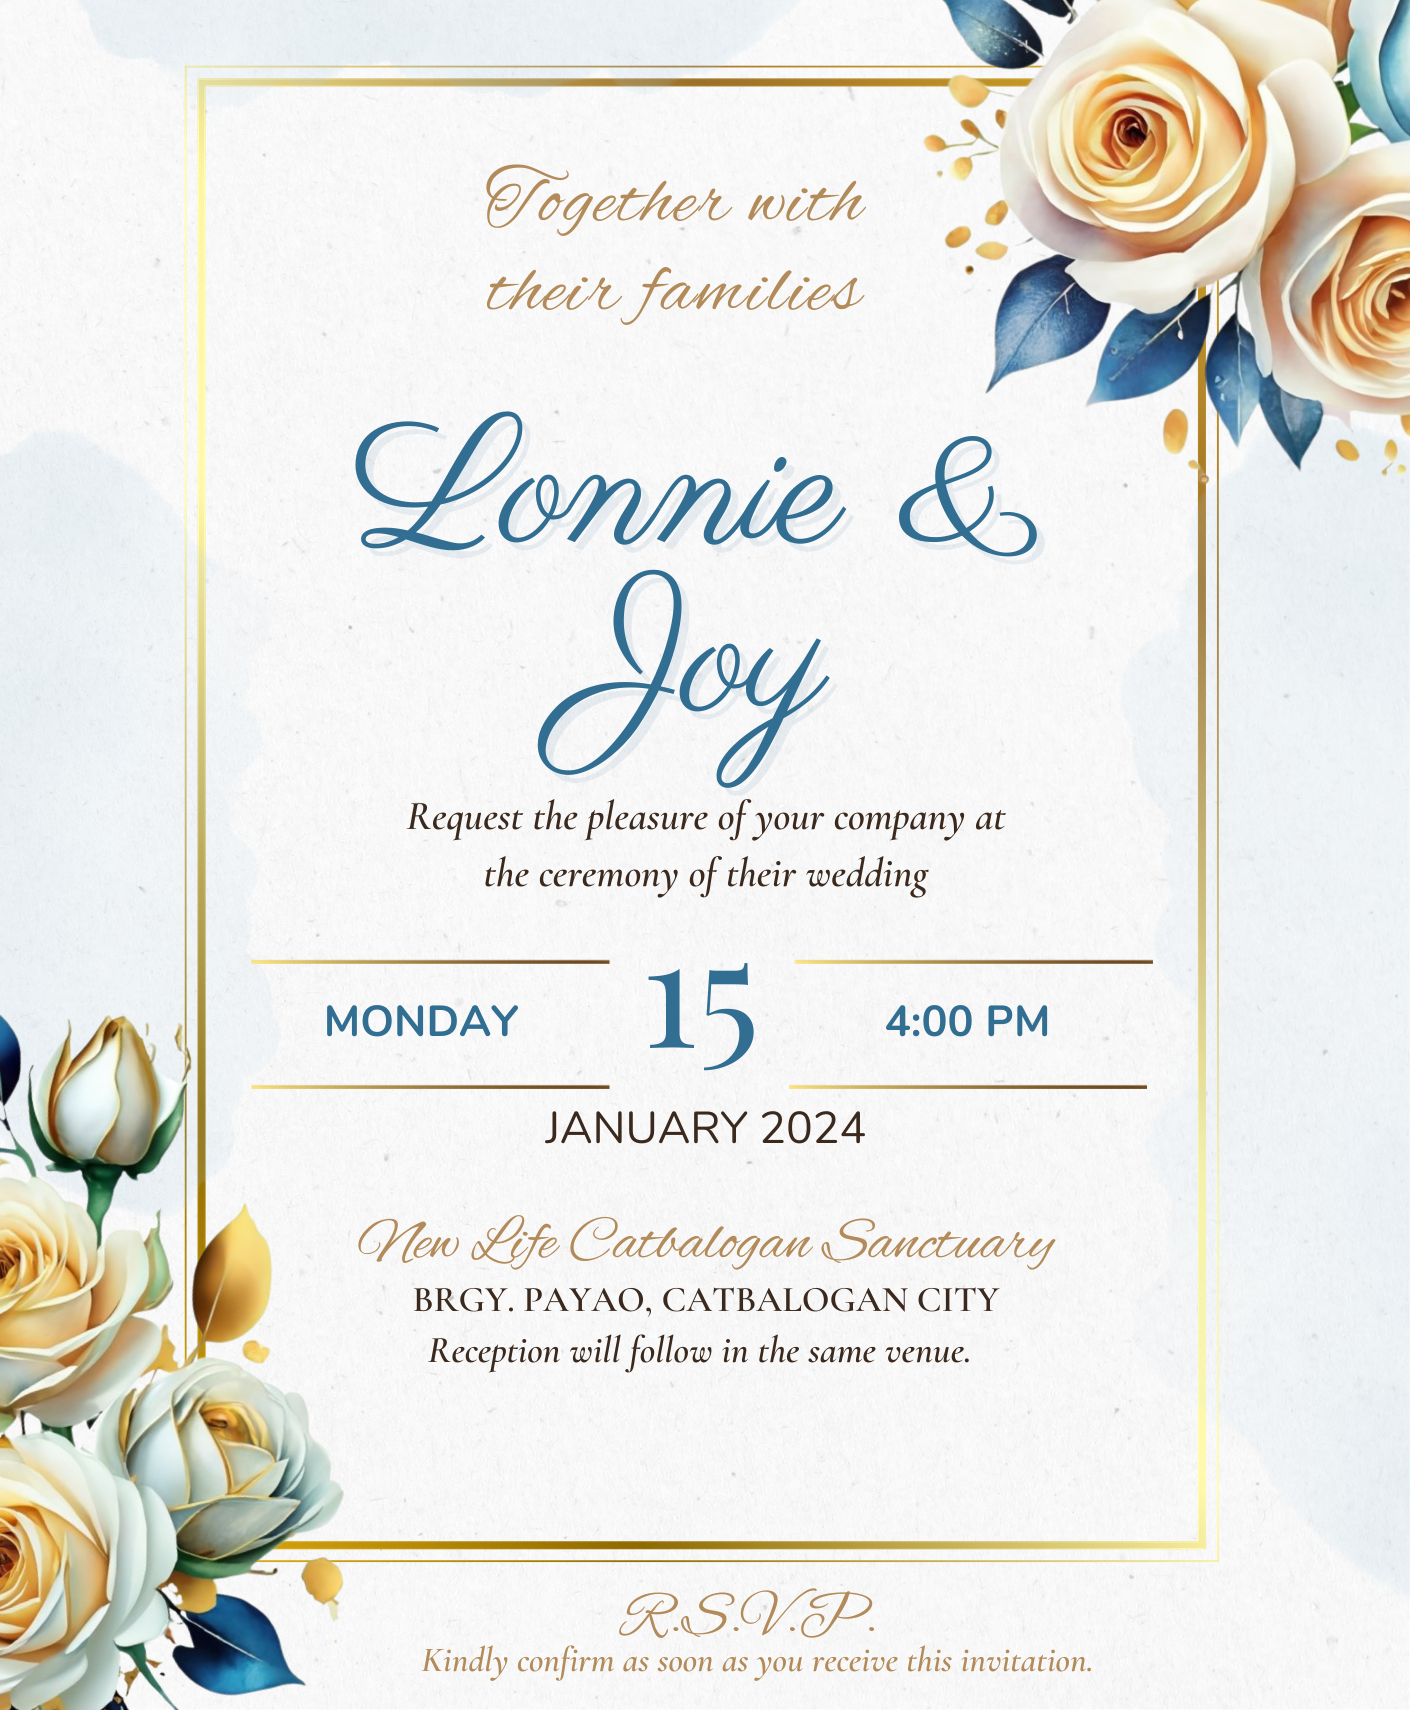 Together with
their families
Lonnie &
Joy
Request the pleasure of your company at
the ceremony of their wedding
MONDAY
15
4:00 PM
JANUARY 2024
New Life Catbalogan Sanctuary
BRGY. PAYAO, CATBALOGAN CITY
Reception will follow in the same venue.
R.S.V.P.
Kindly confirm as soon as you receive this invitation.